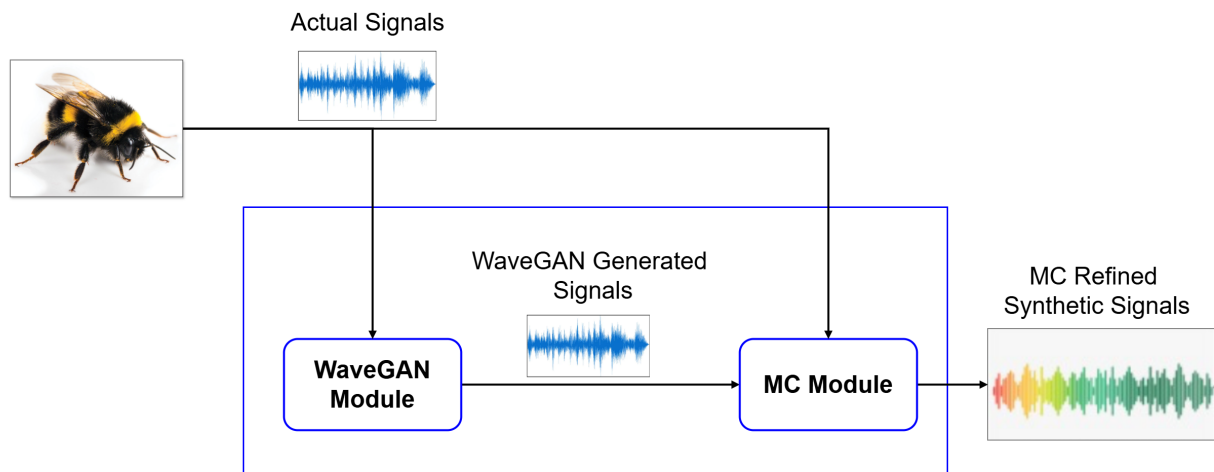 Actual Signals
WaveGAN Generated
Signals
MC Refined
Synthetic Signals
WaveGAN
Module
MC Module